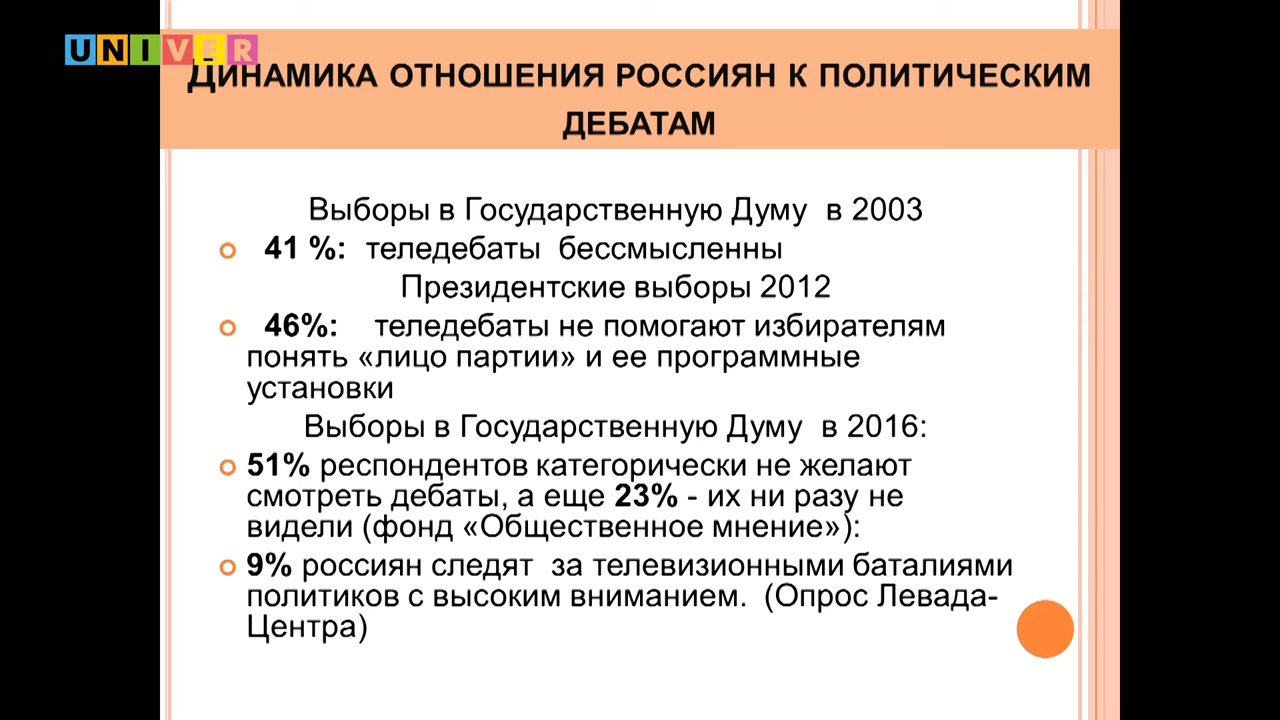 UNIVER
ДИНАМИКА ОТНОШЕНИЯ РОССИЯН К ПОЛИТИЧЕСКИМ
ДЕБАТАМ
Выборы в Государственную Думу в 2003
41 %: теледебаты бессмысленны
Президентские выборы 2012
46%: теледебаты не помогают избирателям
понять «лицо партии» и ее программные
установки
Выборы в Государственную Думу в 2016:
51% респондентов категорически не желают
смотреть дебаты, а еще 23% - их ни разу не
видели (фонд «Общественное мнение»):
9% россиян следят за телевизионными баталиями
политиков с высоким вниманием. (Опрос Левада-
Центра)